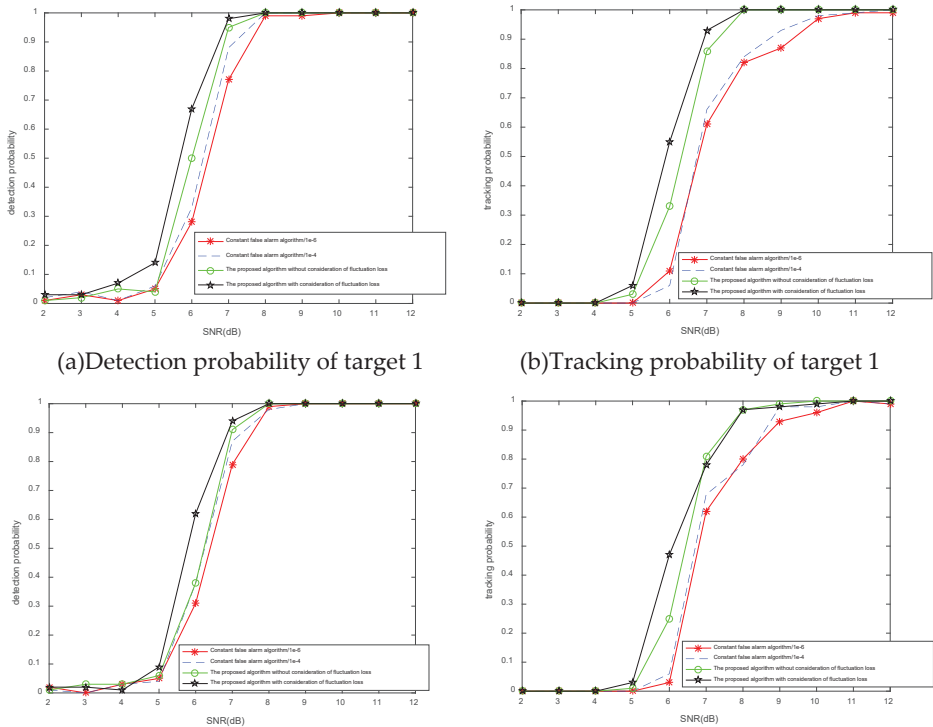 1
0.9
0.8
0.7
0.6
0.5
0.4
0.3
0.2
0.1
0
detection probability
2 3 4 5 6 7 8 9 10 11 12
SNR(dB)
Constant false alarm algorithm/1e-6
Constant false alarm algorithm/1e-4
The proposed algorithm without consideration of fluctuation loss
The proposed algorithm with consideration of fluctuation loss
(a)Detection probability of target 1
1
0.9
0.8
0.7
0.6
0.5
0.4
0.3
0.2
0.1
0
tracking probability
2 3 4 5 6 7 8 9 10 11 12
SNR(dB)
Constant false alarm algorithm/1e-6
Constant false alarm algorithm/1e-4
The proposed algorithm without consideration of fluctuation loss
The proposed algorithm with consideration of fluctuation loss
(b)Tracking probability of target 1
1
0.9
0.8
0.7
0.6
0.5
0.4
0.3
0.2
0.1
0
detection probability
2 3 4 5 6 7 8 9 10 11 12
SNR(dB)
Constant false alarm algorithm/1e-6
Constant false alarm algorithm/1e-4
The proposed algorithm without consideration of fluctuation loss
The proposed algorithm with consideration of fluctuation loss
1
0.9
0.8
0.7
0.6
0.5
0.4
0.3
0.2
0.1
0
tracking probability
2 3 4 5 6 7 8 9 10 11 12
SNR(dB)
Constant false alarm algorithm/1e-6
Constant false alarm algorithm/1e-4
The proposed algorithm without consideration of fluctuation loss
The proposed algorithm with consideration of fluctuation loss